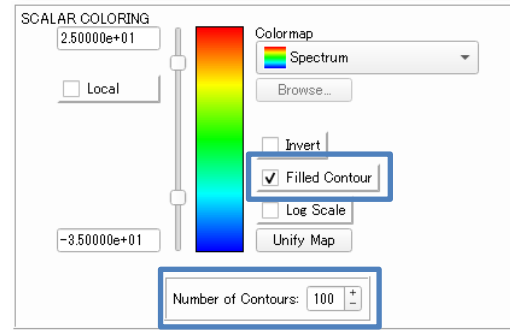 SCALAR COLORING
2.50000e+01
Colormap
Spectrum
Local
Browse...
Invert
Filled Contour
Log Scale
-3.50000e+01
Unify Map
Number of Contours: 100 + -